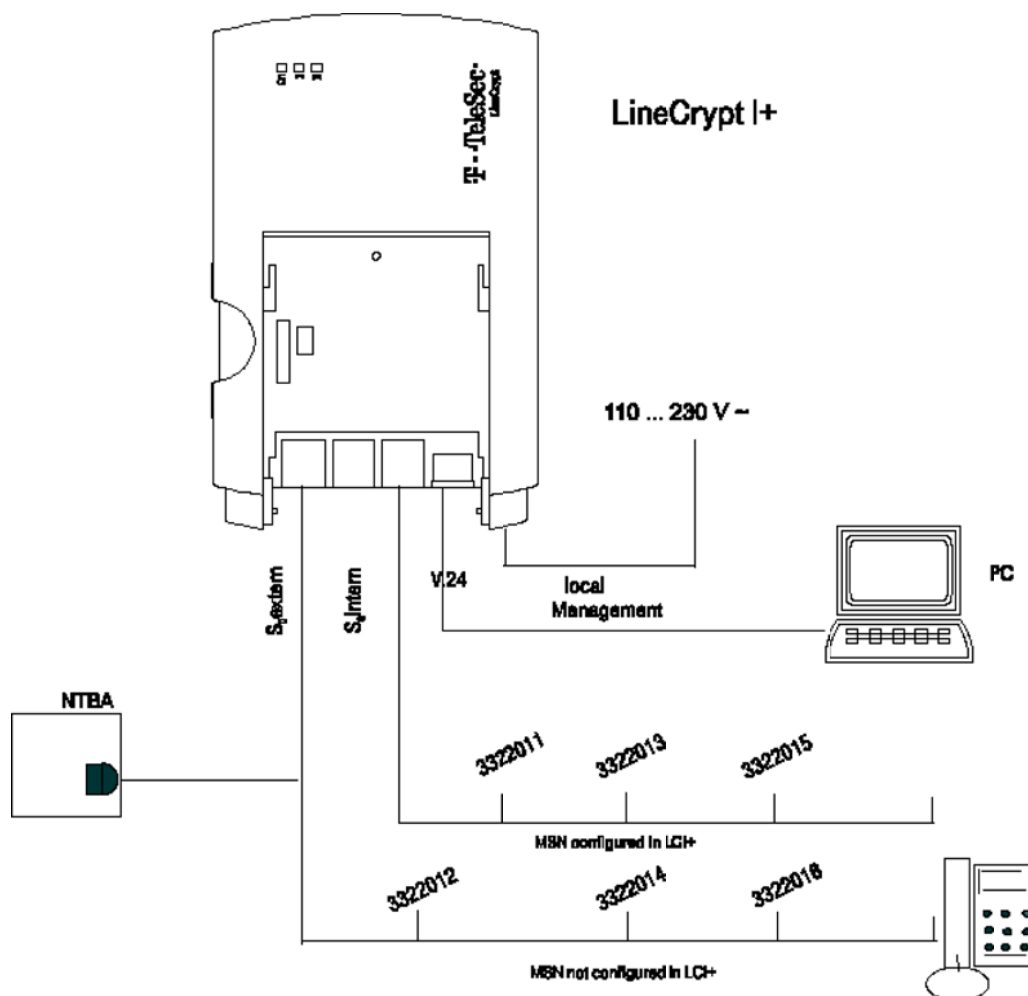 T - TeleSec
LineCrypt
LineCrypt I+
110 ... 230 V ~
S0extern
S0intern
V.24
local
Management
PC
NTBA
3322011
3322013
3322015
MSN configured in LCI+
3322012
3322014
3322016
MSN not configured in LCI+